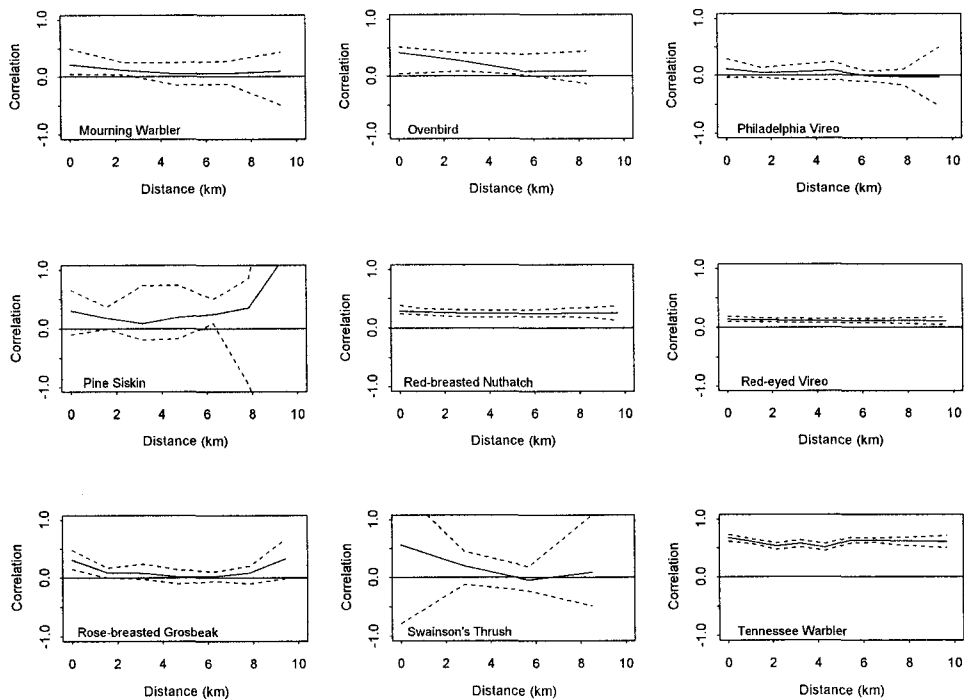 Correlation
1.0
0.0
-1.0
Mourning Warbler
0 2 4 6 8 10
Distance (km)
Correlation
1.0
0.0
-1.0
Ovenbird
0 2 4 6 8 10
Distance (km)
Correlation
1.0
0.0
-1.0
Philadelphia Vireo
0 2 4 6 8 10
Distance (km)
Correlation
1.0
0.0
-1.0
Pine Siskin
0 2 4 6 8 10
Distance (km)
Correlation
1.0
0.0
-1.0
Red-breasted Nuthatch
0 2 4 6 8 10
Distance (km)
Correlation
1.0
0.0
-1.0
Red-eyed Vireo
0 2 4 6 8 10
Distance (km)
Correlation
1.0
0.0
-1.0
Rose-breasted Grosbeak
0 2 4 6 8 10
Distance (km)
Correlation
1.0
0.0
-1.0
Swainson's Thrush
0 2 4 6 8 10
Distance (km)
Correlation
1.0
0.0
-1.0
Tennessee Warbler
0 2 4 6 8 10
Distance (km)